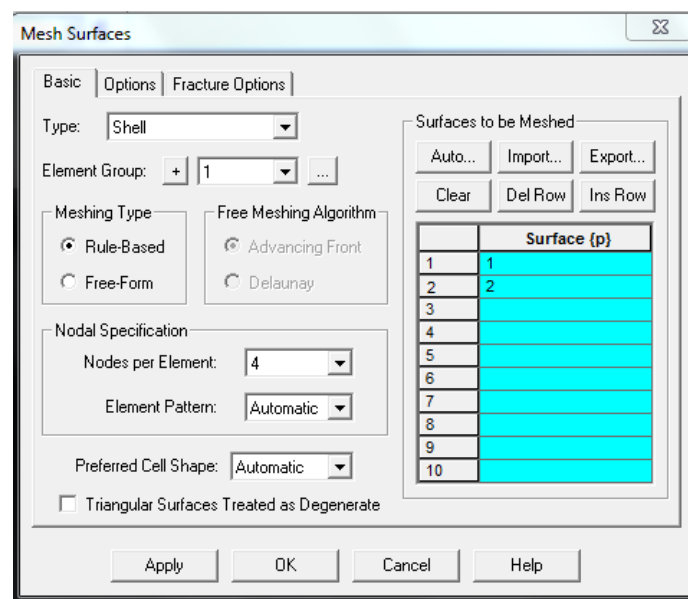 Mesh Surfaces
Basic
Options
Fracture Options
Type:
Shell
Element Group:
+
1
...
Meshing Type
Rule-Based
Free-Form
Free Meshing Algorithm
Advancing Front
Delaunay
Nodal Specification
Nodes per Element:
4
Element Pattern:
Automatic
Preferred Cell Shape:
Automatic
Triangular Surfaces Treated as Degenerate
Surfaces to be Meshed
Auto...
Import...
Export...
Clear
Del Row
Ins Row
Surface {p}
1 1
2 2
3
4
5
6
7
8
9
10
Apply
OK
Cancel
Help